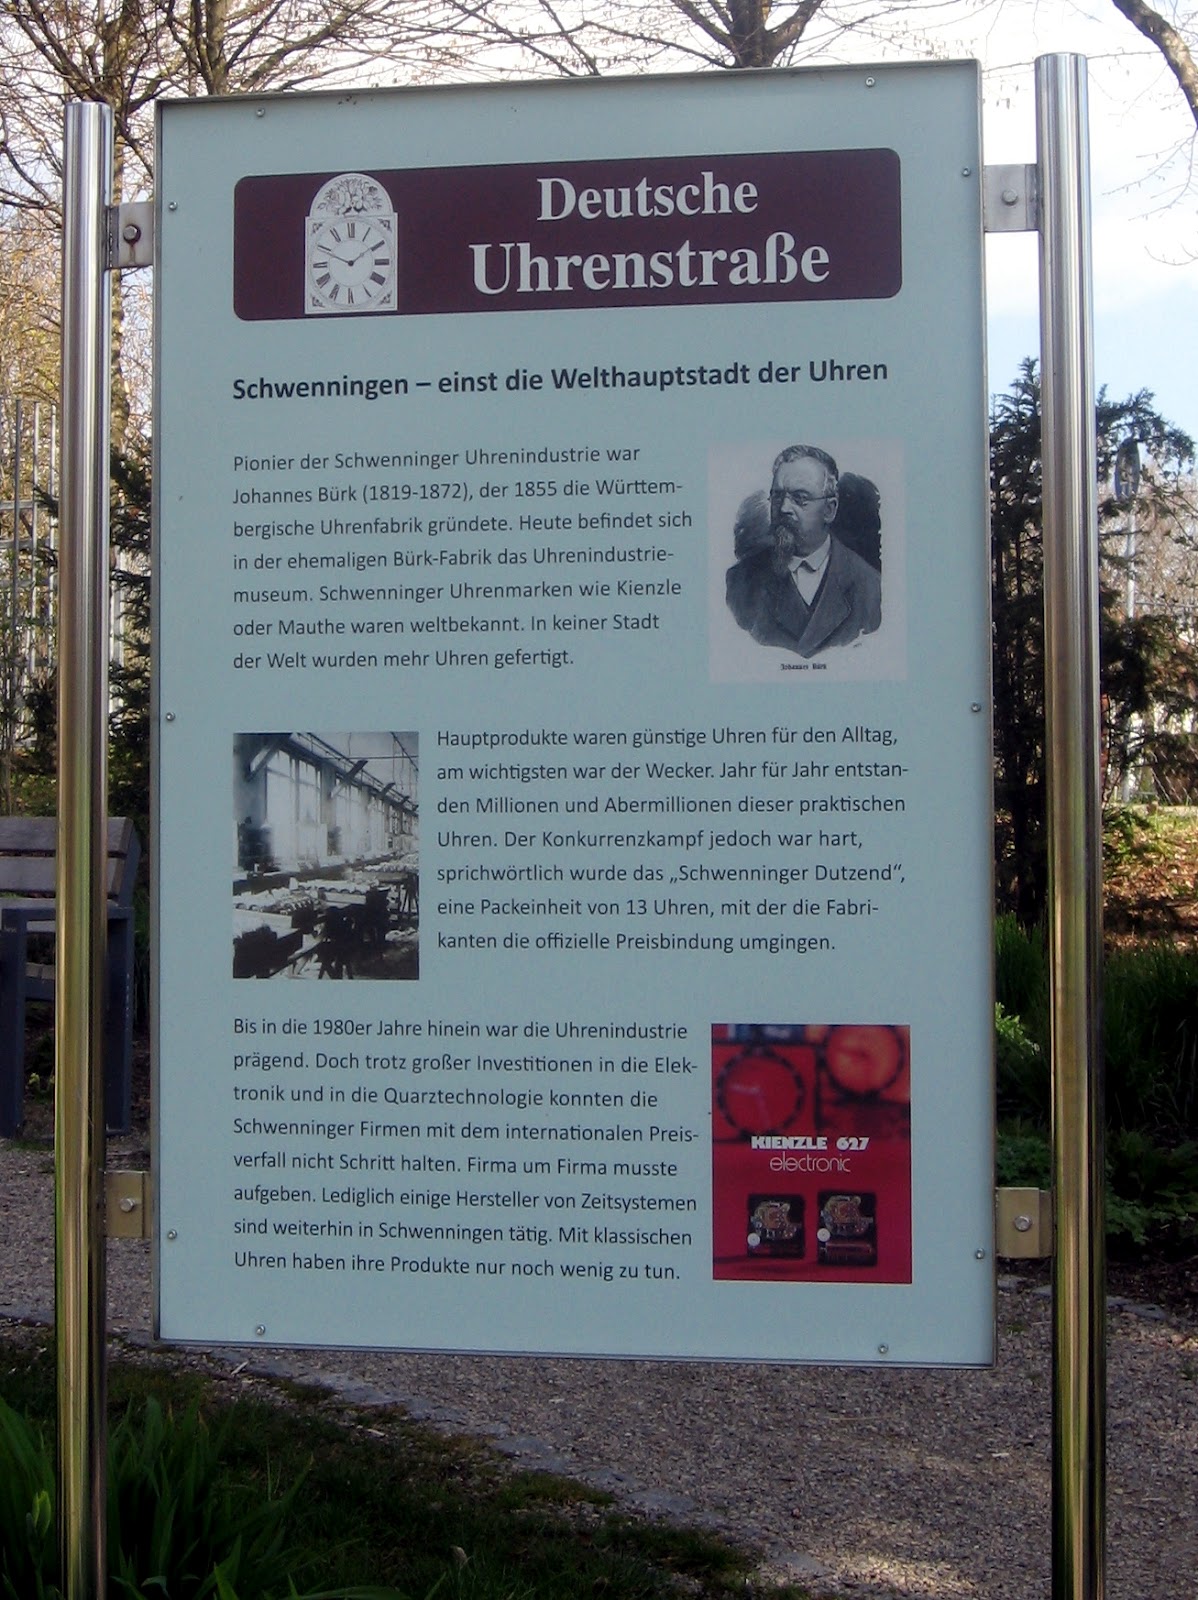 Deutsche
Uhrenstraße
Schwenningen – einst die Welthauptstadt der Uhren
Pionier der Schwenninger Uhrenindustrie war
Johannes Bürk (1819-1872), der 1855 die Württem-
bergische Uhrenfabrik gründete. Heute befindet sich
in der ehemaligen Bürk-Fabrik das Uhrenindustrie-
museum. Schwenninger Uhrenmarken wie Kienzle
oder Mauthe waren weltbekannt. In keiner Stadt
der Welt wurden mehr Uhren gefertigt.
Johannes Bürk
Hauptprodukte waren günstige Uhren für den Alltag,
am wichtigsten war der Wecker. Jahr für Jahr entstan-
den Millionen und Abermillionen dieser praktischen
Uhren. Der Konkurrenzkampf jedoch war hart,
sprichwörtlich wurde das „Schwenninger Dutzend“,
eine Packeinheit von 13 Uhren, mit der die Fabri-
kanten die offizielle Preisbindung umgingen.
Bis in die 1980er Jahre hinein war die Uhrenindustrie
prägend. Doch trotz großer Investitionen in die Elek-
tronik und in die Quarztechnologie konnten die
Schwenninger Firmen mit dem internationalen Preis-
verfall nicht Schritt halten. Firma um Firma musste
aufgeben. Lediglich einige Hersteller von Zeitsystemen
sind weiterhin in Schwenningen tätig. Mit klassischen
Uhren haben ihre Produkte nur noch wenig zu tun.
KIENZLE 627
electronic